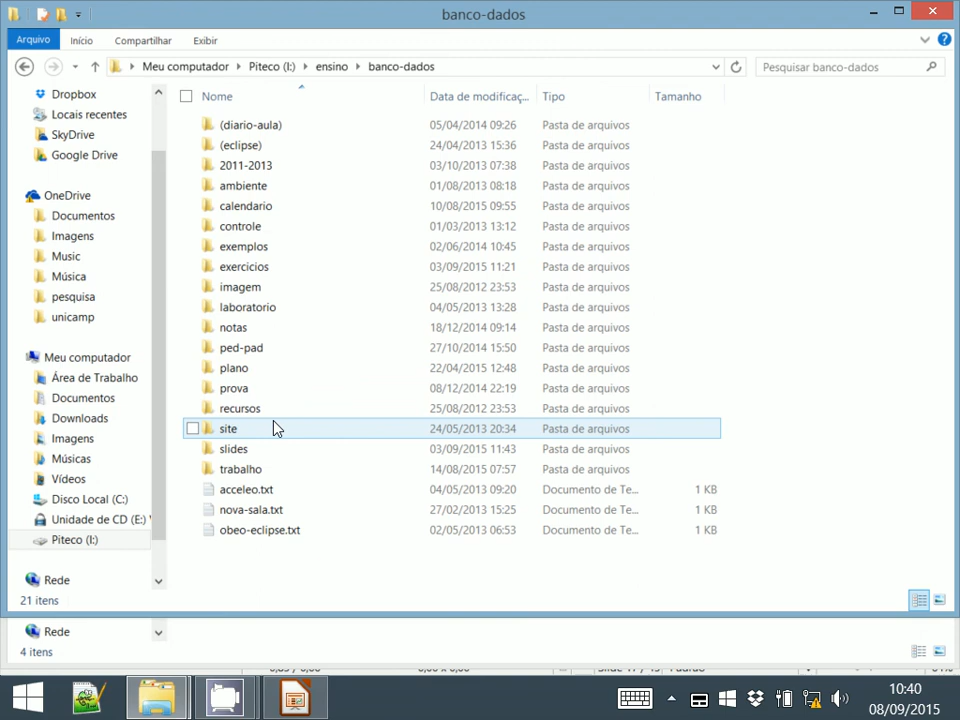 banco-dados
Arquivo Início Compartilhar Exibir
Meu computador Piteco (I:) ensino banco-dados Pesquisar banco-dados
Nome Data de modificaç... Tipo Tamanho
Dropbox
Locais recentes
SkyDrive
Google Drive
OneDrive
Documentos
Imagens
Music
Música
pesquisa
unicamp
Meu computador
Área de Trabalho
Documentos
Downloads
Imagens
Músicas
Vídeos
Disco Local (C:)
Unidade de CD (E:)
Piteco (I:)
Rede
(diario-aula) 05/04/2014 09:26 Pasta de arquivos
(eclipse) 24/04/2013 15:36 Pasta de arquivos
2011-2013 03/10/2013 07:38 Pasta de arquivos
ambiente 01/08/2013 08:18 Pasta de arquivos
calendario 10/08/2015 09:55 Pasta de arquivos
controle 01/03/2013 13:12 Pasta de arquivos
exemplos 02/06/2014 10:45 Pasta de arquivos
exercicios 03/09/2015 11:21 Pasta de arquivos
imagem 25/08/2012 23:53 Pasta de arquivos
laboratorio 04/05/2013 13:28 Pasta de arquivos
notas 18/12/2014 09:14 Pasta de arquivos
ped-pad 27/10/2014 15:50 Pasta de arquivos
plano 22/04/2015 12:48 Pasta de arquivos
prova 08/12/2014 22:19 Pasta de arquivos
recursos 25/08/2012 23:53 Pasta de arquivos
site 24/05/2013 20:34 Pasta de arquivos
slides 03/09/2015 11:43 Pasta de arquivos
trabalho 14/08/2015 07:57 Pasta de arquivos
acceleo.txt 04/05/2013 09:20 Documento de Te... 1 KB
nova-sala.txt 27/02/2013 15:25 Documento de Te... 1 KB
obeo-eclipse.txt 02/05/2013 06:53 Documento de Te... 1 KB
21 itens
Rede
4 itens
10:40
08/09/2015